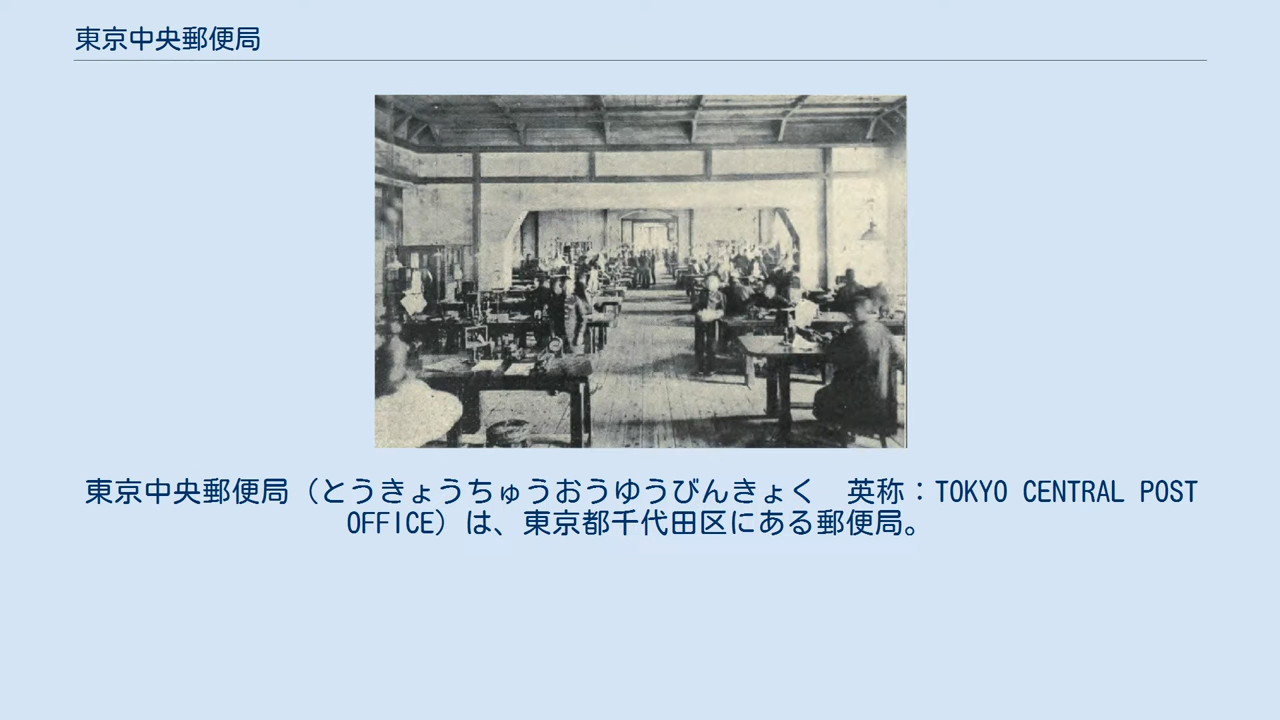 東京中央郵便局
東京中央郵便局（とうきょうちゅうおうゆうびんきょく　英称：TOKYO CENTRAL POST
OFFICE）は、東京都千代田区にある郵便局。